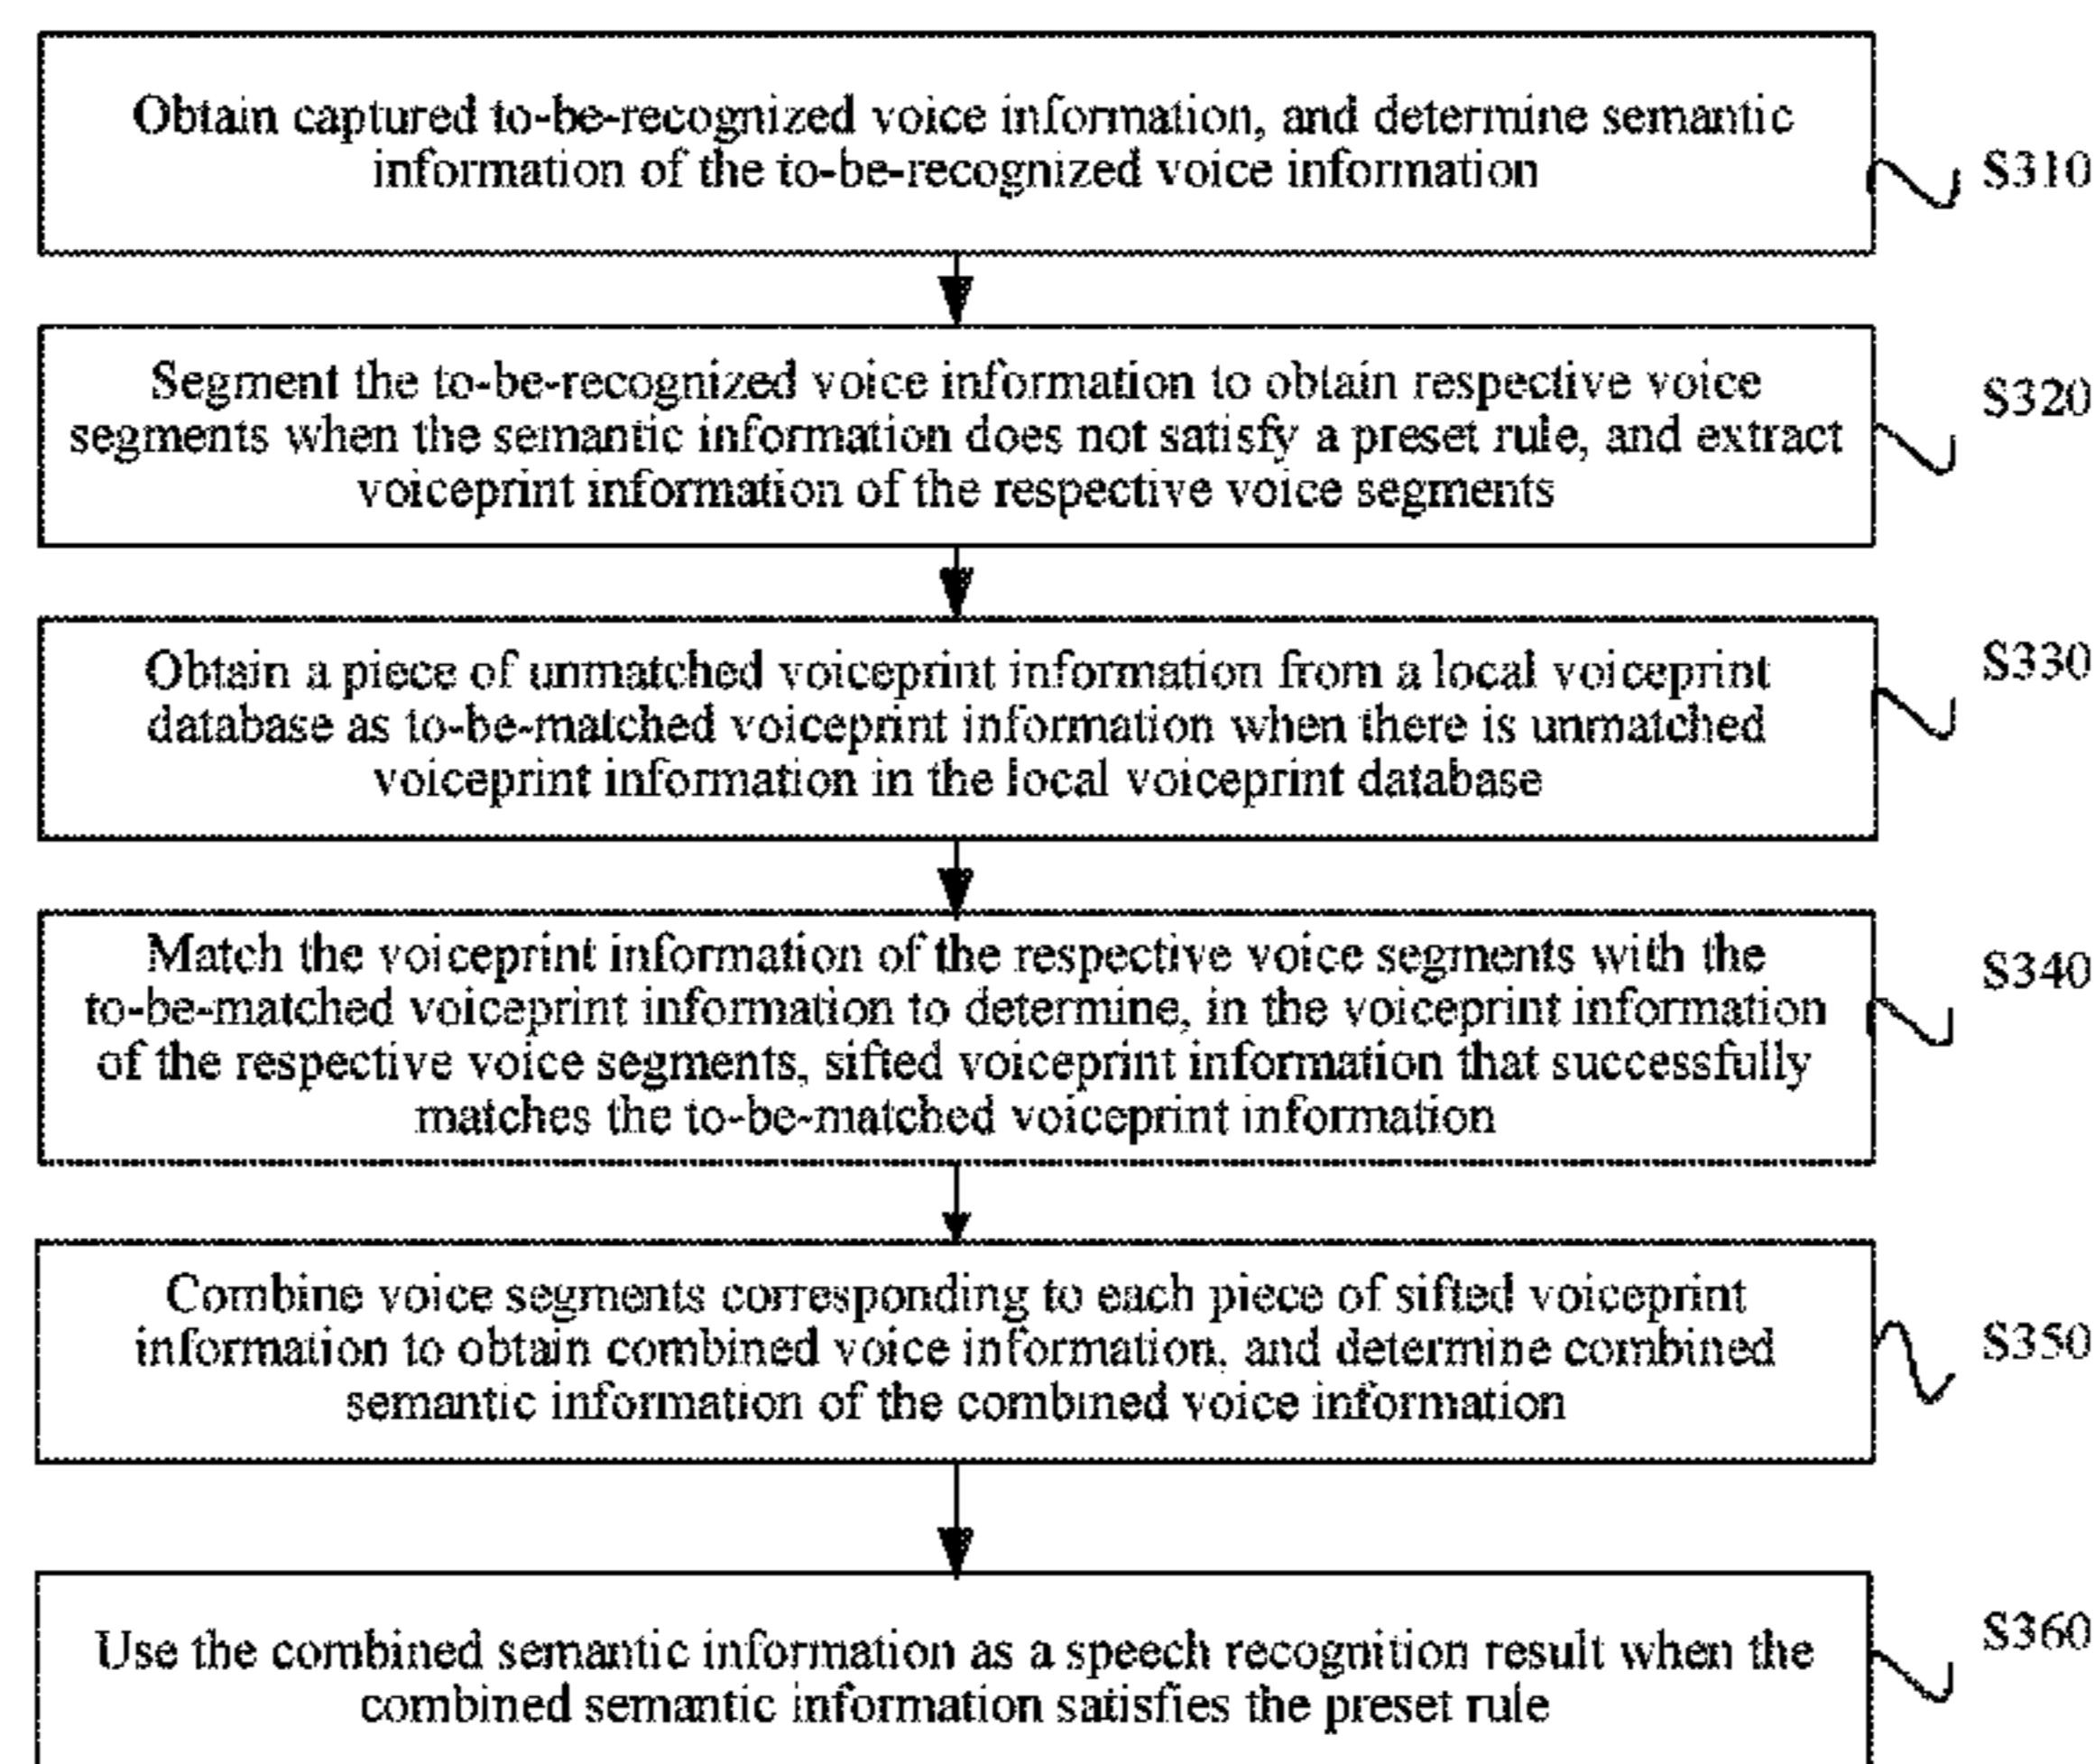 Obtain captured to-be-recognized voice information, and determine semantic
information of the to-be-recognized voice information
S310
Segment the to-be-recognized voice information to obtain respective voice
segments when the semantic information does not satisfy a preset rule, and extract
voiceprint information of the respective voice segments
S320
Obtain a piece of unmatched voiceprint information from a local voiceprint
database as to-be-matched voiceprint information when there is unmatched
voiceprint information in the local voiceprint database
S330
Match the voiceprint information of the respective voice segments with the
to-be-matched voiceprint information to determine, in the voiceprint information
of the respective voice segments, sifted voiceprint information that successfully
matches the to-be-matched voiceprint information
S340
Combine voice segments corresponding to each piece of sifted voiceprint
information to obtain combined voice information, and determine combined
semantic information of the combined voice information
S350
Use the combined semantic information as a speech recognition result when the
combined semantic information satisfies the preset rule
S360